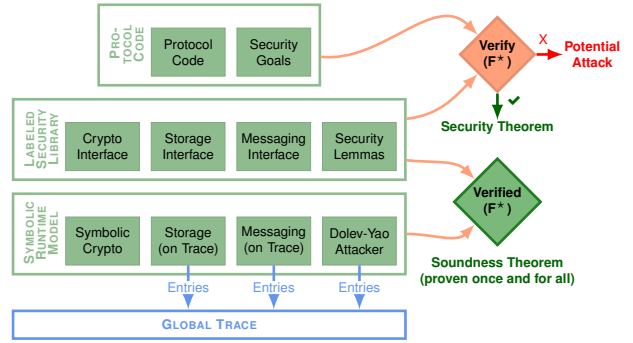 PRO-
TOCOL
CODE
Protocol
Code
Security
Goals
Verify
(F★)
X
Potential
Attack
✔
Security Theorem
LABELED
SECURITY
LIBRARY
Crypto
Interface
Storage
Interface
Messaging
Interface
Security
Lemmas
Verified
(F★)
SYMBOLIC
RUNTIME
MODEL
Symbolic
Crypto
Storage
(on Trace)
Messaging
(on Trace)
Dolev-Yao
Attacker
Soundness Theorem
(proven once and for all)
Entries
Entries
Entries
GLOBAL TRACE